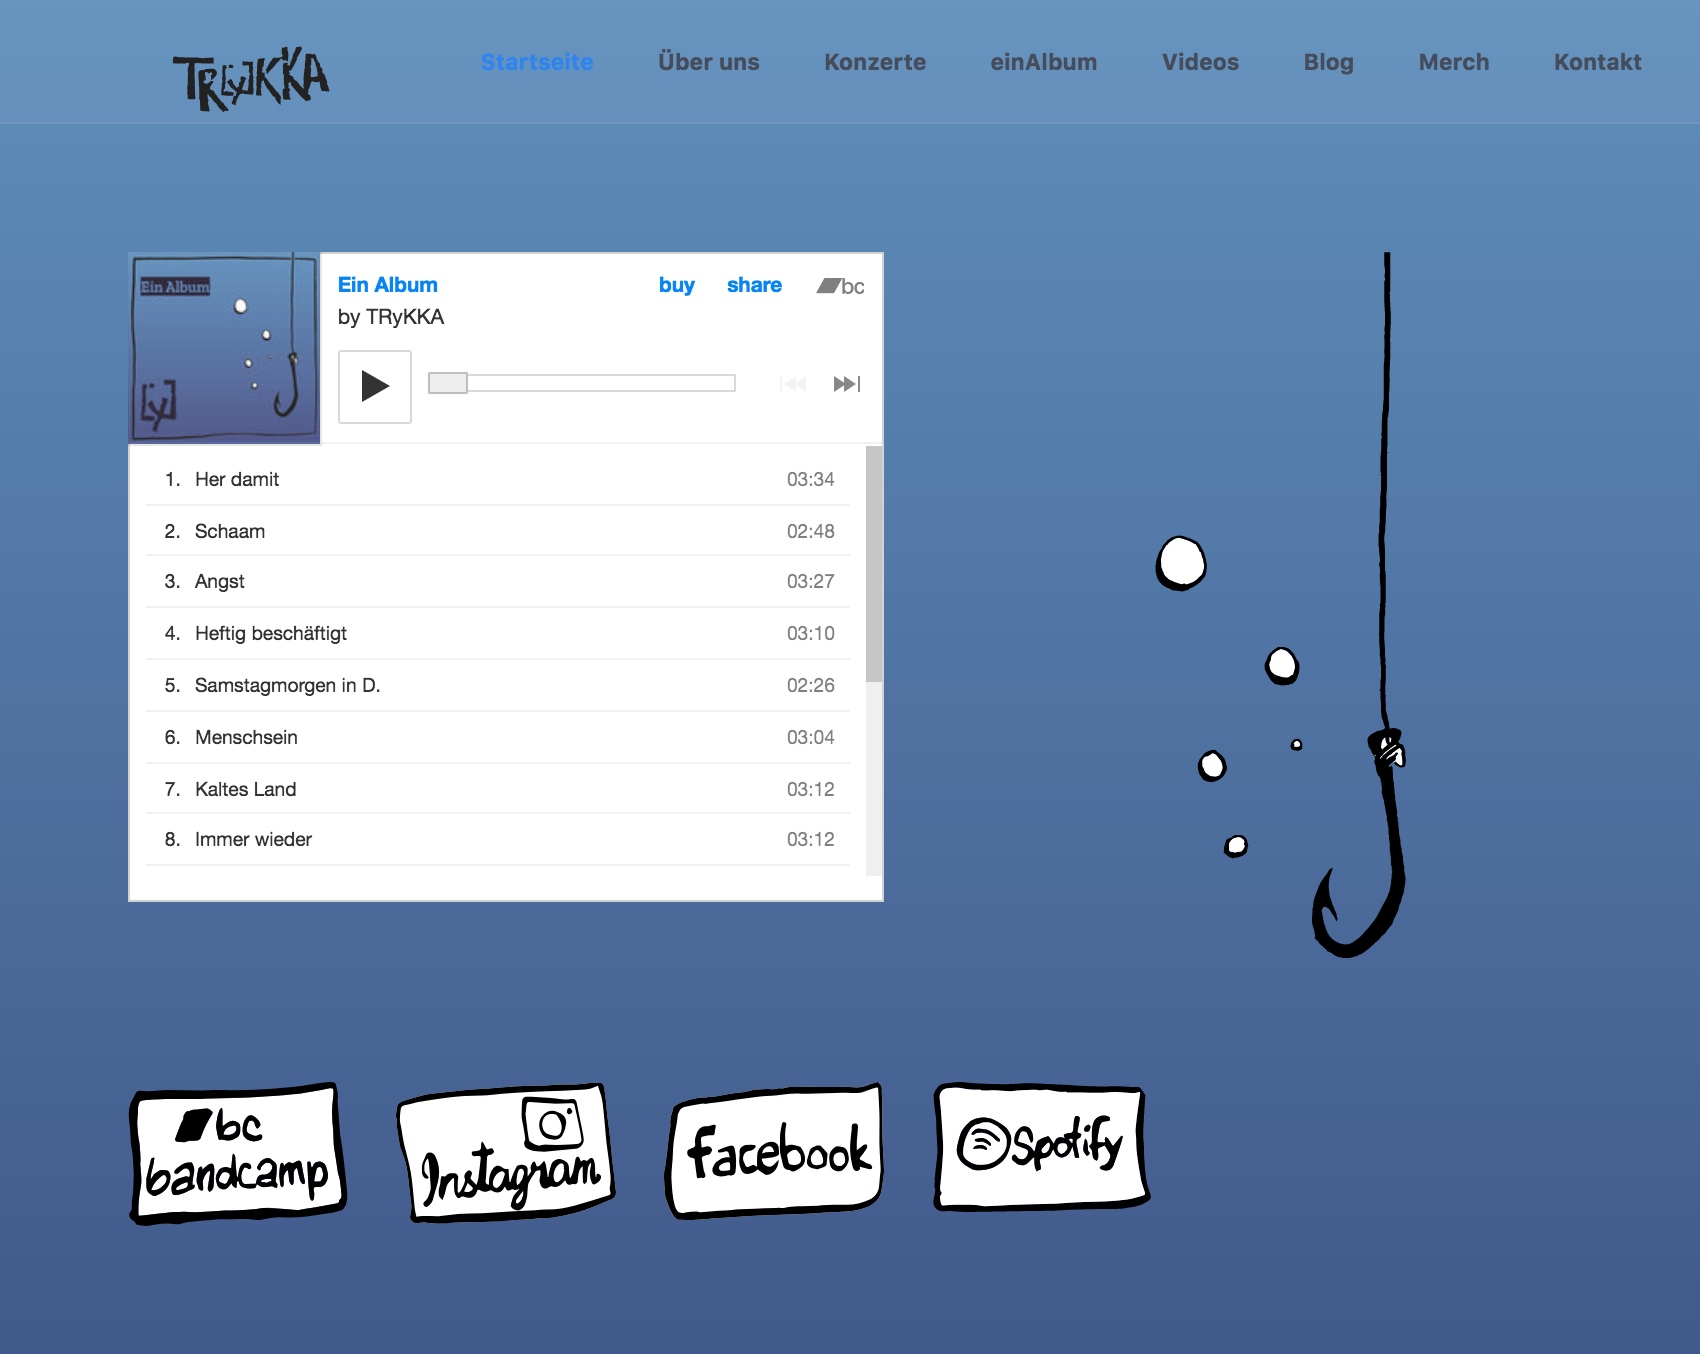 TR[y]KKA
Startseite Über uns Konzerte einAlbum Videos Blog Merch Kontakt
Ein Album
[y]
Ein Album buy share bc
by TRyKKA
1. Her damit 03:34
2. Schaam 02:48
3. Angst 03:27
4. Heftig beschäftigt 03:10
5. Samstagmorgen in D. 02:26
6. Menschsein 03:04
7. Kaltes Land 03:12
8. Immer wieder 03:12
bc
bandcamp
Instagram
facebook
Spotify